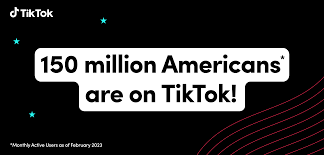 TikTok
150 million Americans*
are on TikTok!
*Monthly Active Users as of February 2023